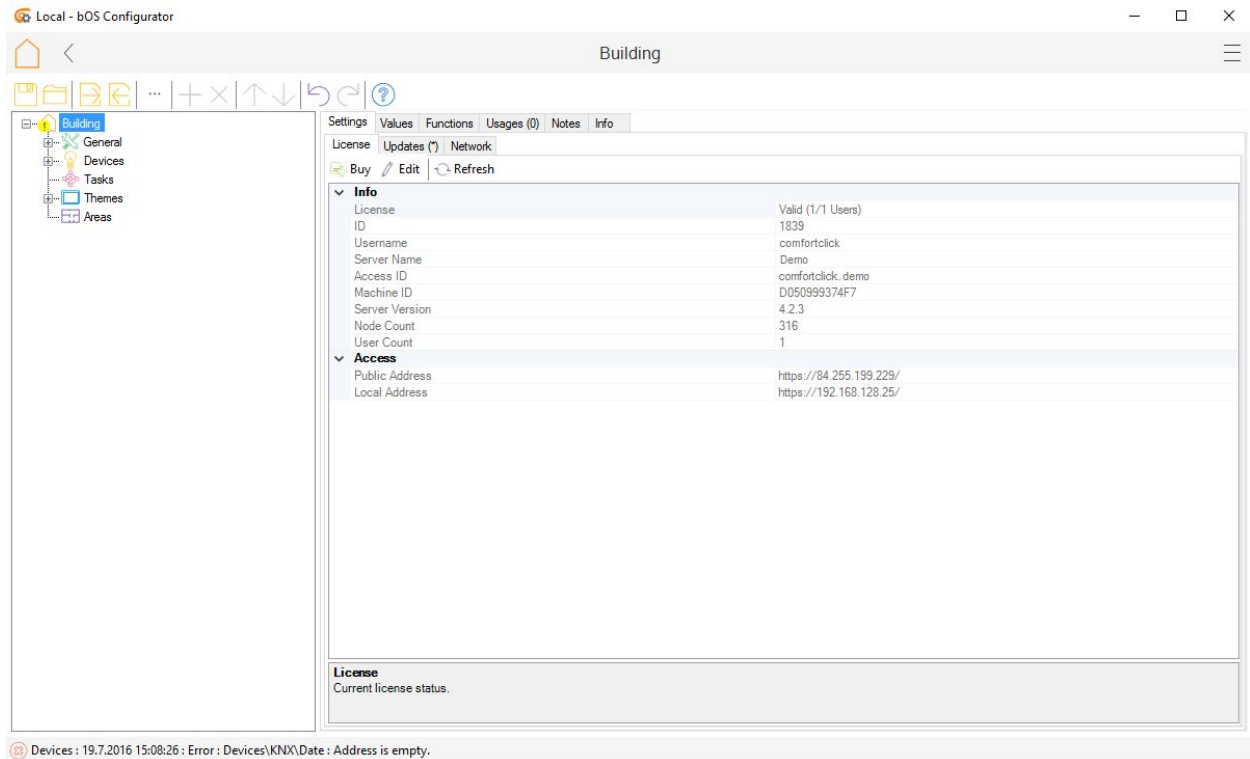 Local - bOS Configurator
Building
Building
General
Devices
Tasks
Themes
Areas
Settings Values Functions Usages (0) Notes Info
License Updates (*) Network
Buy Edit Refresh
Info
License Valid (1/1 Users)
ID 1839
Username comfortclick
Server Name Demo
Access ID comfortclick.demo
Machine ID D050999374F7
Server Version 4.2.3
Node Count 316
User Count 1
Access
Public Address https://84.255.199.229/
Local Address https://192.168.128.25/
License
Current license status.
Devices : 19.7.2016 15:08:26 : Error : Devices\KNX\Date : Address is empty.